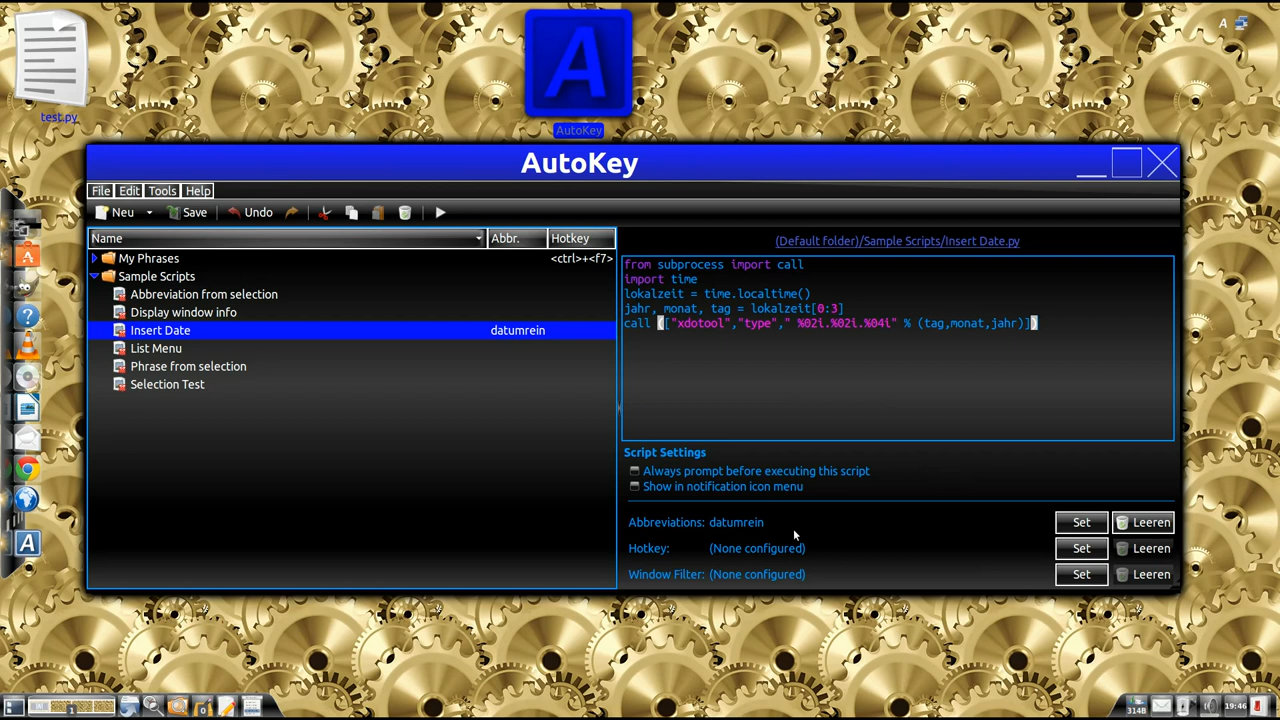 A
A
test.py
AutoKey
AutoKey
File Edit Tools Help
Neu Save Undo
Name Abbr. Hotkey
My Phrases <ctrl>+<f7>
Sample Scripts
Abbreviation from selection
Display window info
Insert Date datumrein
List Menu
Phrase from selection
Selection Test
(Default folder)/Sample Scripts/Insert Date.py
from subprocess import call
import time
lokalzeit = time.localtime()
jahr, monat, tag = lokalzeit[0:3]
call (["xdotool","type"," %02i.%02i.%04i" % (tag,monat,jahr)])
Script Settings
Always prompt before executing this script
Show in notification icon menu
Abbreviations: datumrein Set Leeren
Hotkey: (None configured) Set Leeren
Window Filter: (None configured) Set Leeren
A
?
A
1
0
314B
19:46